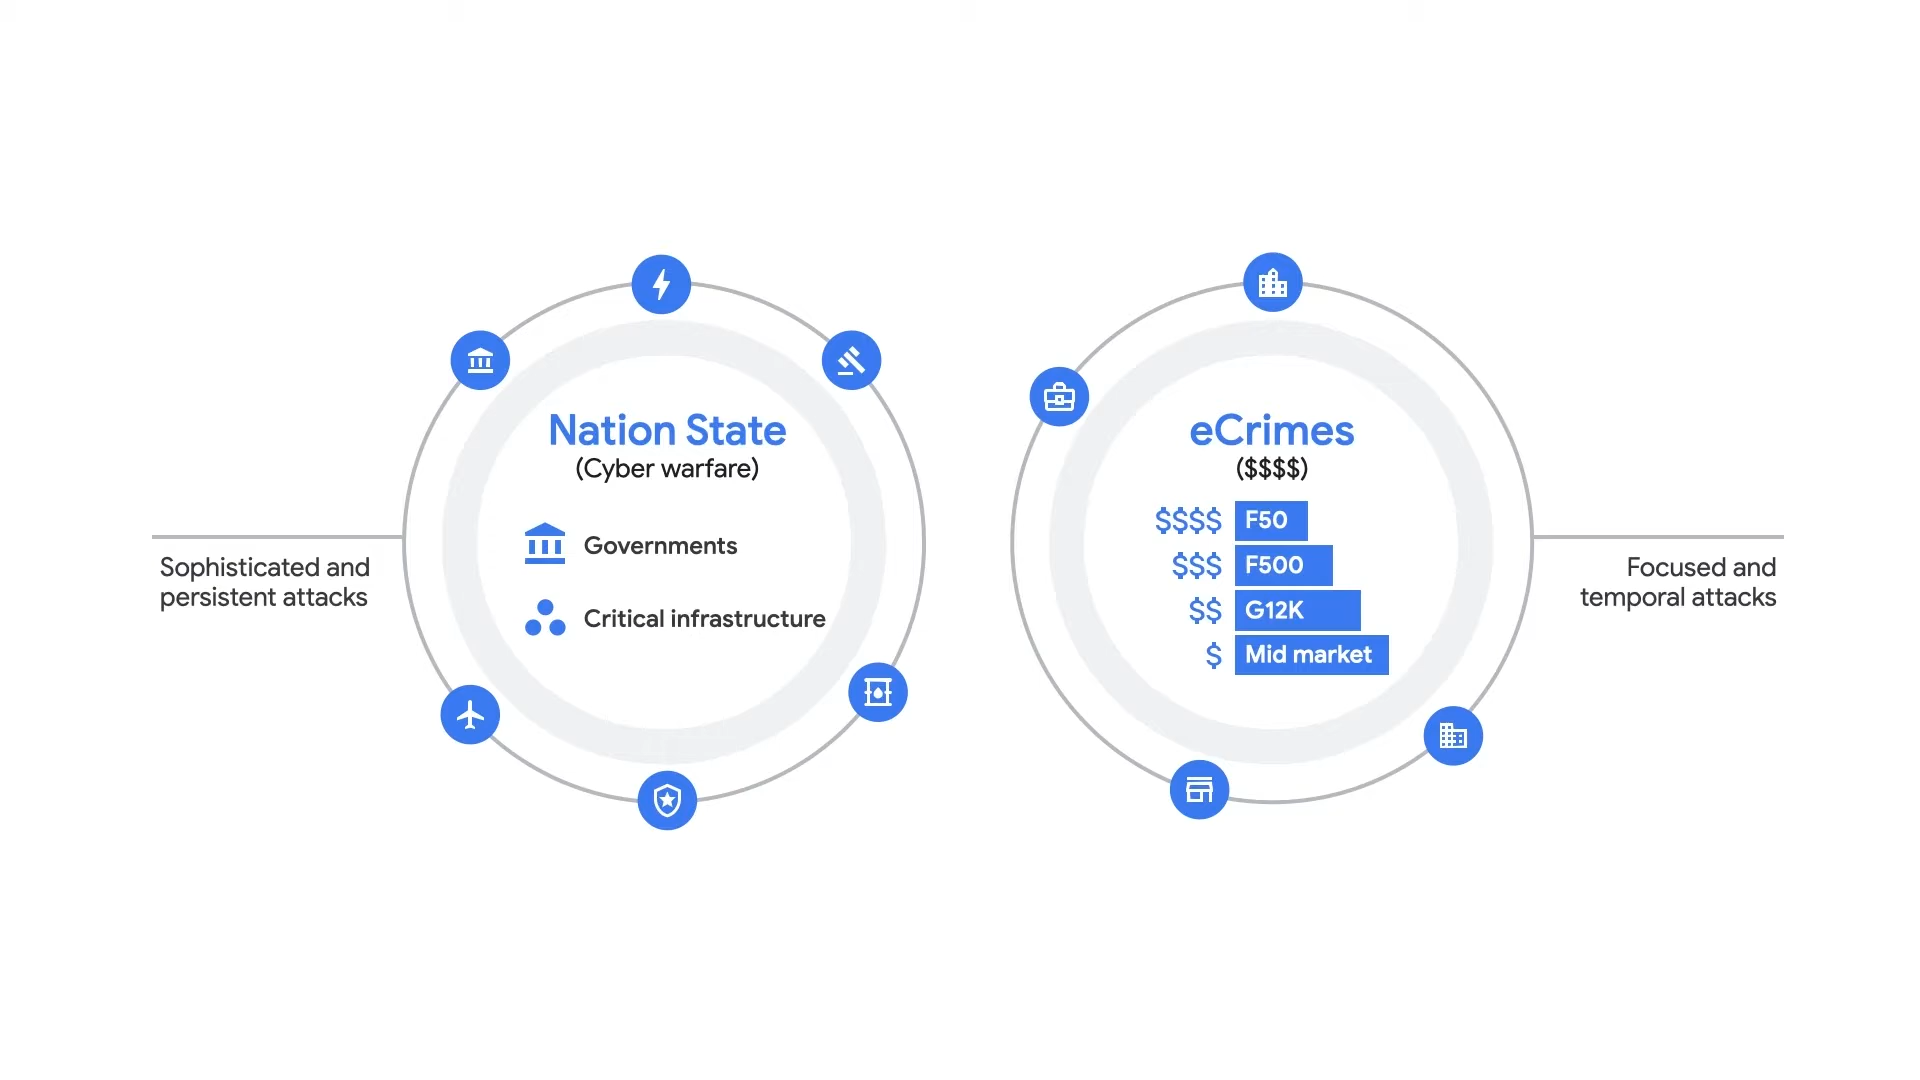 Nation State
(Cyber warfare)
Governments
Critical infrastructure
Sophisticated and
persistent attacks
eCrimes
($$$$)
$$$$ F50
$$$ F500
$$ G12K
$ Mid market
Focused and
temporal attacks